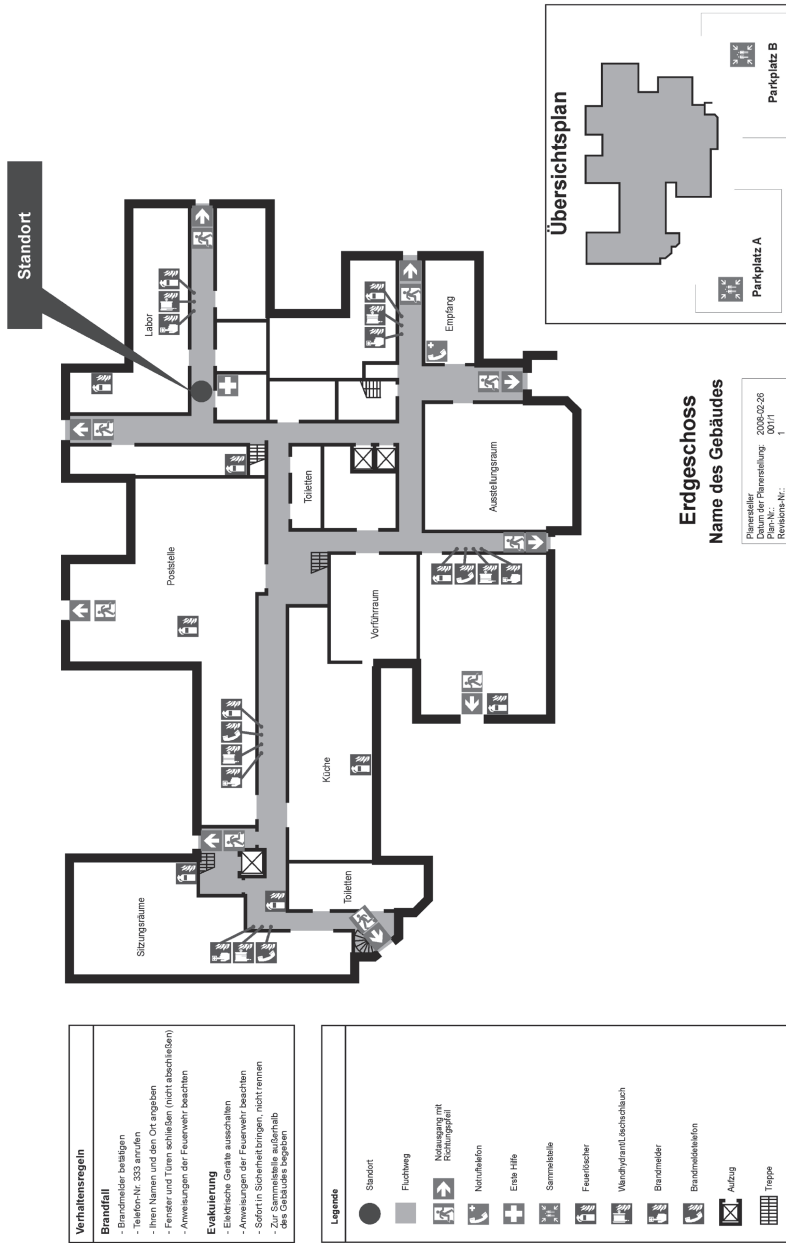 Verhaltensregeln
Brandfall
- Brandmelder betätigen
- Telefon-Nr. 333 anrufen
- Ihren Namen und den Ort angeben
- Fenster und Türen schließen (nicht abschließen)
- Anweisungen der Feuerwehr beachten
Evakuierung
- Elektrische Geräte ausschalten
- Anweisungen der Feuerwehr beachten
- Sofort in Sicherheit bringen, nicht rennen
- Zur Sammelstelle außerhalb
des Gebäudes begeben
Legende
Standort
Fluchtweg
Notausgang mit
Richtungspfeil
Notruftelefon
Erste Hilfe
Sammelstelle
Feuerlöscher
Wandhydrant/Löschschlauch
Brandmelder
Brandmeldetelefon
Aufzug
Treppe
Standort
Labor
Sitzungsräume
Poststelle
Toiletten
Küche
Vorführraum
Toiletten
Ausstellungsraum
Empfang
Erdgeschoss
Name des Gebäudes
Planersteller
Datum der Planerstellung: 2008-02-26
Plan-Nr.: 001/1
Revisions-Nr.: 1
Übersichtsplan
Parkplatz A
Parkplatz B